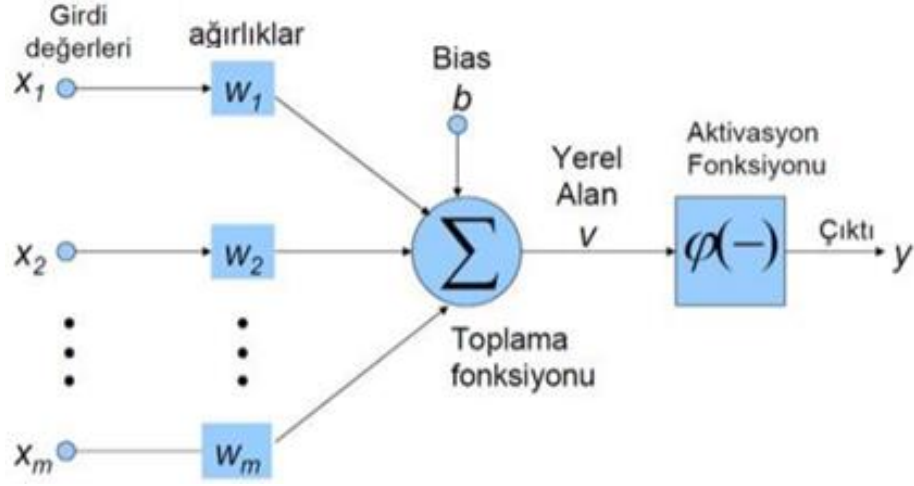 Girdi
değerleri
ağırlıklar
x1
w1
Bias
b
Yerel
Alan
v
Aktivasyon
Fonksiyonu
x2
w2
Σ
φ(−)
Çıktı
y
Toplama
fonksiyonu
xm
wm